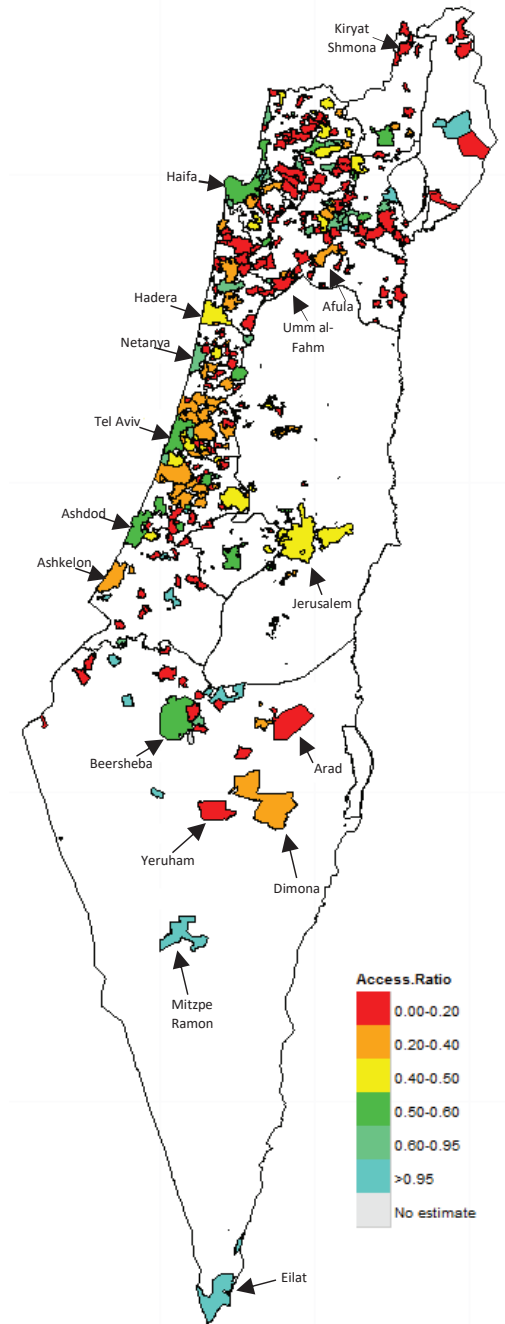 Kiryat
Shmona
Haifa
Hadera
Afula
Umm al-
Fahm
Netanya
Tel Aviv
Ashdod
Ashkelon
Jerusalem
Beersheba
Arad
Yeruham
Dimona
Mitzpe
Ramon
Access.Ratio
0.00-0.20
0.20-0.40
0.40-0.50
0.50-0.60
0.60-0.95
>0.95
No estimate
Eilat